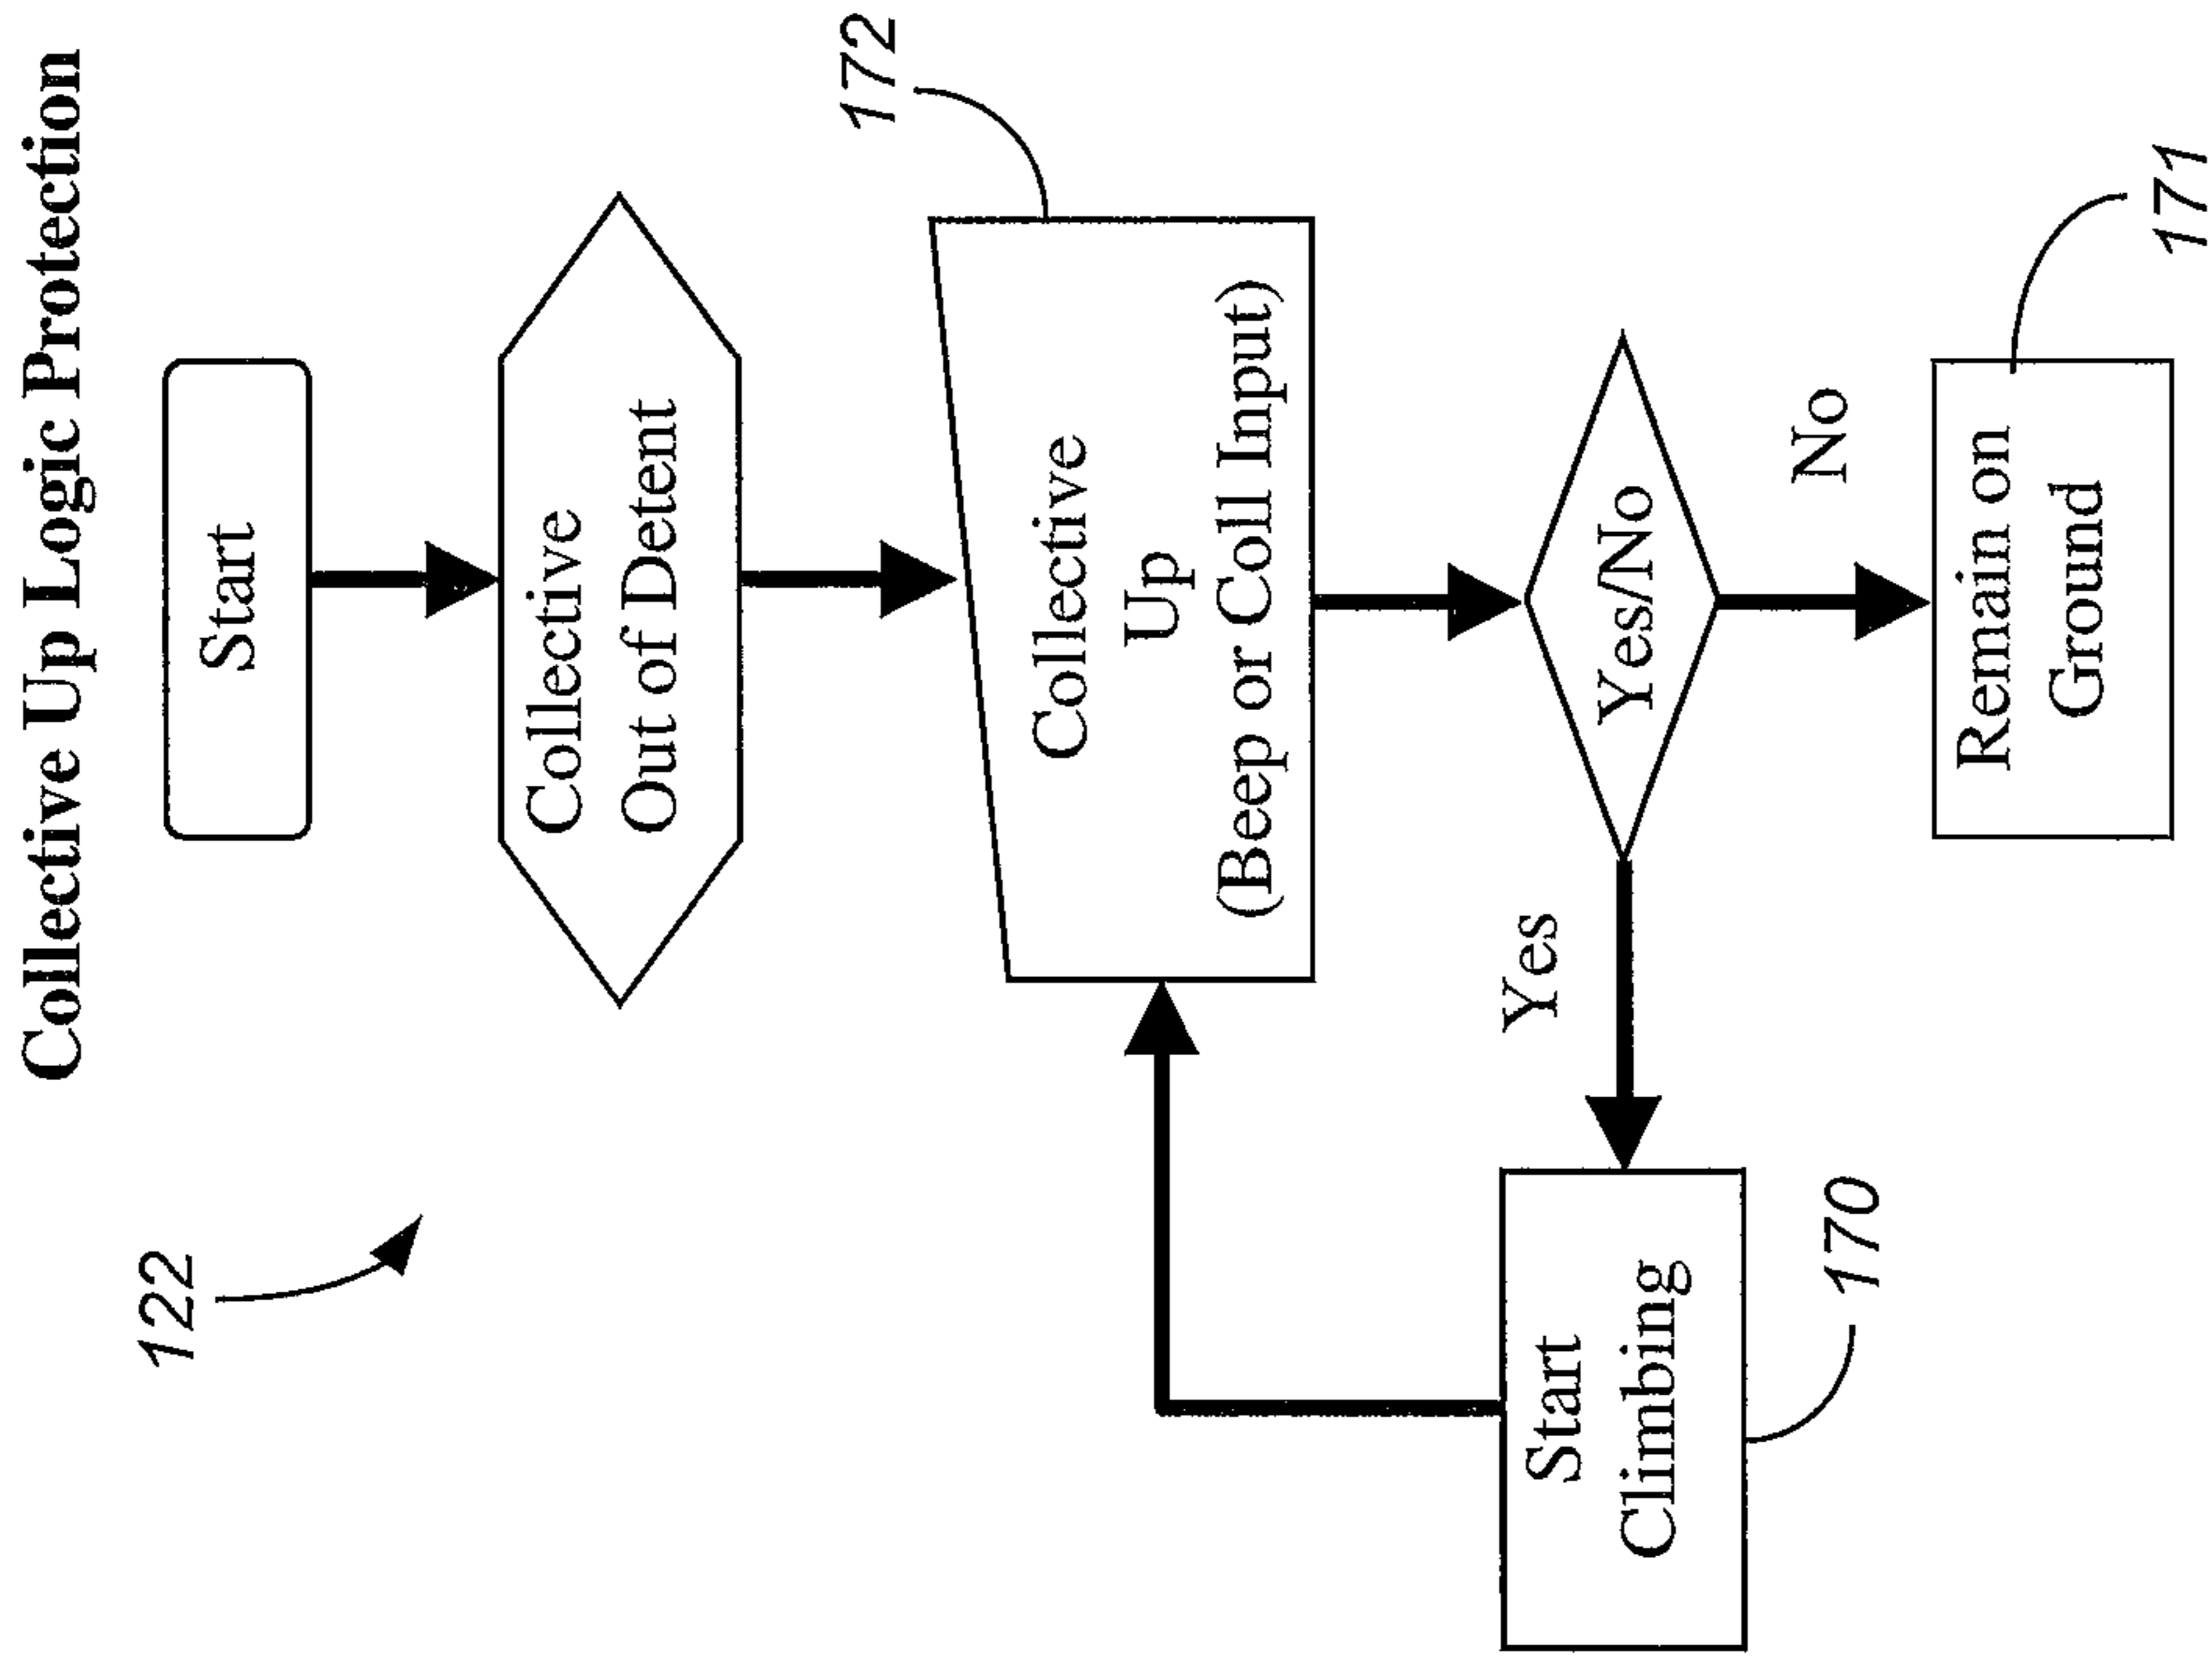 Collective Up Logic Protection
122
Start
Collective
Out of Detent
172
Collective
Up
(Beep or Coll Input)
Yes/No
Yes
No
Start
Climbing
170
Remain on
Ground
171